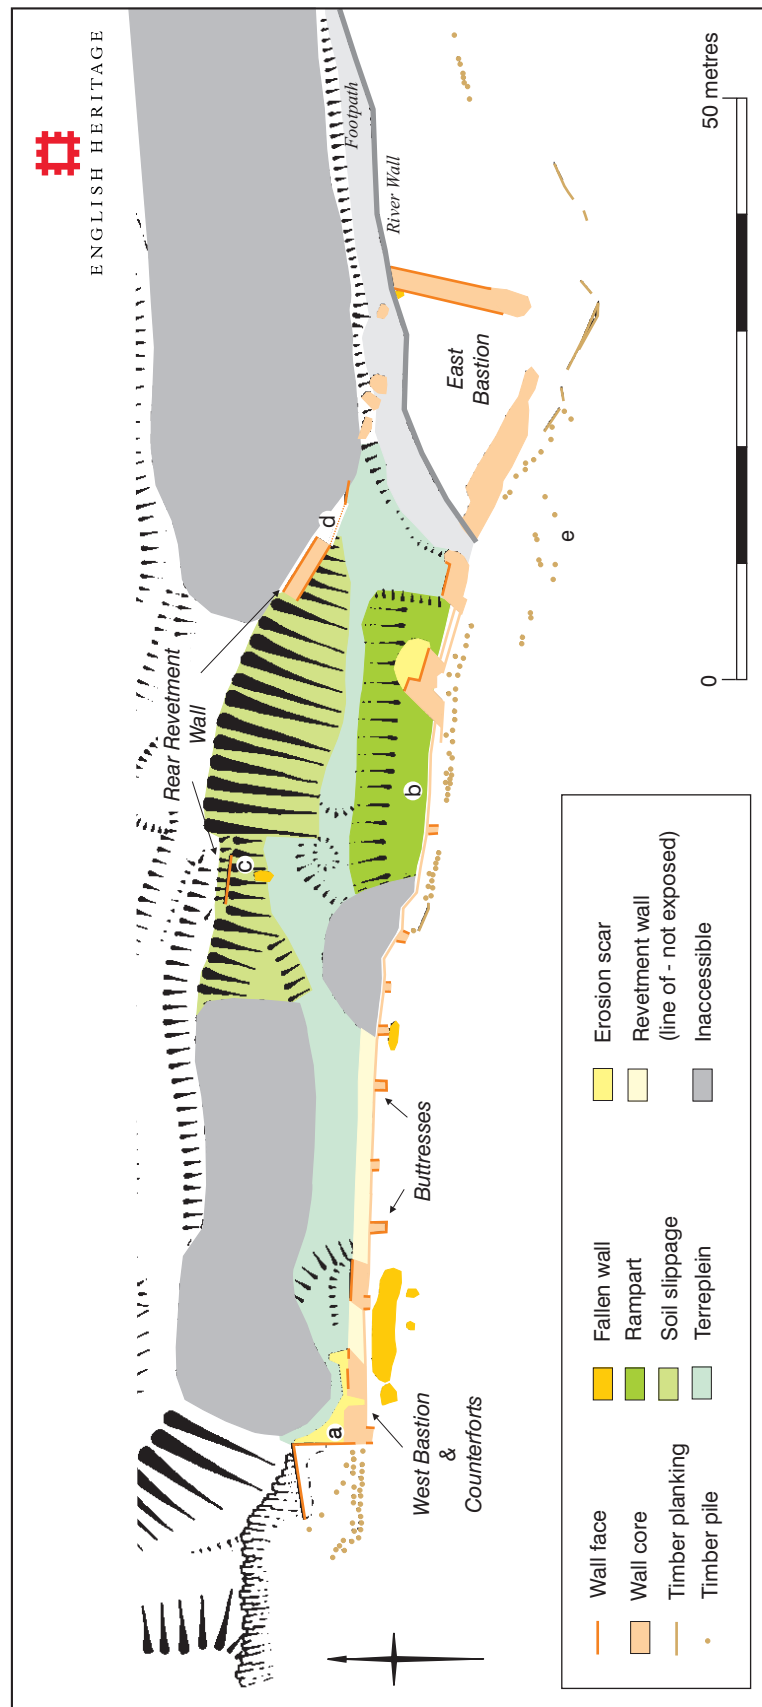 ENGLISH HERITAGE
Footpath
River Wall
East
Bastion
Rear Revetment
Wall
d
e
c
b
a
Buttresses
West Bastion
&
Counterforts
0
50 metres
Wall face
Wall core
Timber planking
Timber pile
Fallen wall
Rampart
Soil slippage
Terreplein
Erosion scar
Revetment wall
(line of - not exposed)
Inaccessible